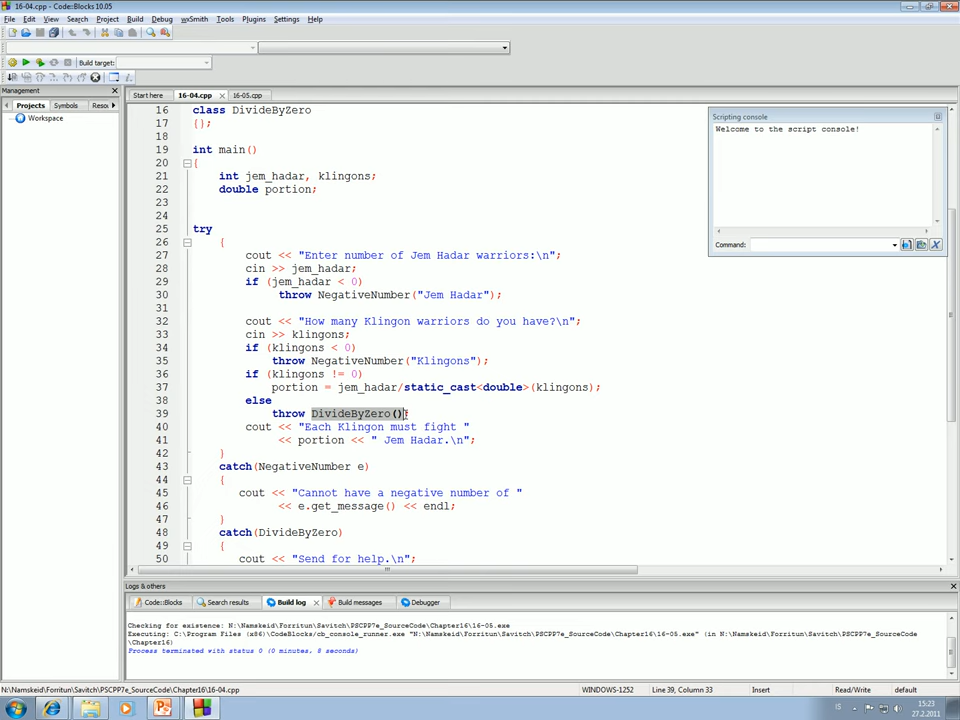 16-04.cpp - Code::Blocks 10.05
File Edit View Search Project Build Debug wxSmith Tools Plugins Settings Help
Build target:
Management
Projects Symbols Resou
Workspace
Start here 16-04.cpp 16-05.cpp
16 class DivideByZero
17 {};
18
19 int main()
20 {
21 int jem_hadar, klingons;
22 double portion;
23
24
25 try
26 {
27 cout << "Enter number of Jem Hadar warriors:\n";
28 cin >> jem_hadar;
29 if (jem_hadar < 0)
30 throw NegativeNumber("Jem Hadar");
31
32 cout << "How many Klingon warriors do you have?\n";
33 cin >> klingons;
34 if (klingons < 0)
35 throw NegativeNumber("Klingons");
36 if (klingons != 0)
37 portion = jem_hadar/static_cast<double>(klingons);
38 else
39 throw DivideByZero();
40 cout << "Each Klingon must fight "
41 << portion << " Jem Hadar.\n";
42 }
43 catch(NegativeNumber e)
44 {
45 cout << "Cannot have a negative number of "
46 << e.get_message() << endl;
47 }
48 catch(DivideByZero)
49 {
50 cout << "Send for help.\n";
Scripting console
Welcome to the script console!
Command:
Logs & others
Code::Blocks Search results Build log Build messages Debugger
Checking for existence: N:\Namskeid\Forritun\Savitch\PSCPP7e_SourceCode\Chapter16\16-05.exe
Executing: C:\Program Files (x86)\CodeBlocks/cb_console_runner.exe "N:\Namskeid\Forritun\Savitch\PSCPP7e_SourceCode\Chapter16\16-05.exe" (in N:\Namskeid\Forritun\Savitch\PSCPP7e_SourceCode
\Chapter16)
Process terminated with status 0 (0 minutes, 8 seconds)
N:\Namskeid\Forritun\Savitch\PSCPP7e_SourceCode\Chapter16\16-04.cpp WINDOWS-1252 Line 39, Column 33 Insert Read/Write default
IS 15:23
27.2.2011